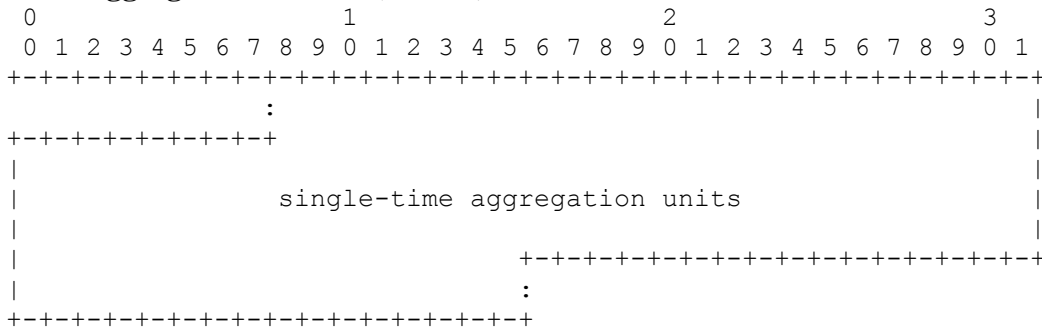 0                   1                   2                   3
 0 1 2 3 4 5 6 7 8 9 0 1 2 3 4 5 6 7 8 9 0 1 2 3 4 5 6 7 8 9 0 1
+-+-+-+-+-+-+-+-+-+-+-+-+-+-+-+-+-+-+-+-+-+-+-+-+-+-+-+-+-+-+-+-+
                :                                               |
+-+-+-+-+-+-+-+-+                                               |
|                                                               |
|                single-time aggregation units                  |
|                                                               |
|                               +-+-+-+-+-+-+-+-+-+-+-+-+-+-+-+-+
|                               :
+-+-+-+-+-+-+-+-+-+-+-+-+-+-+-+-+